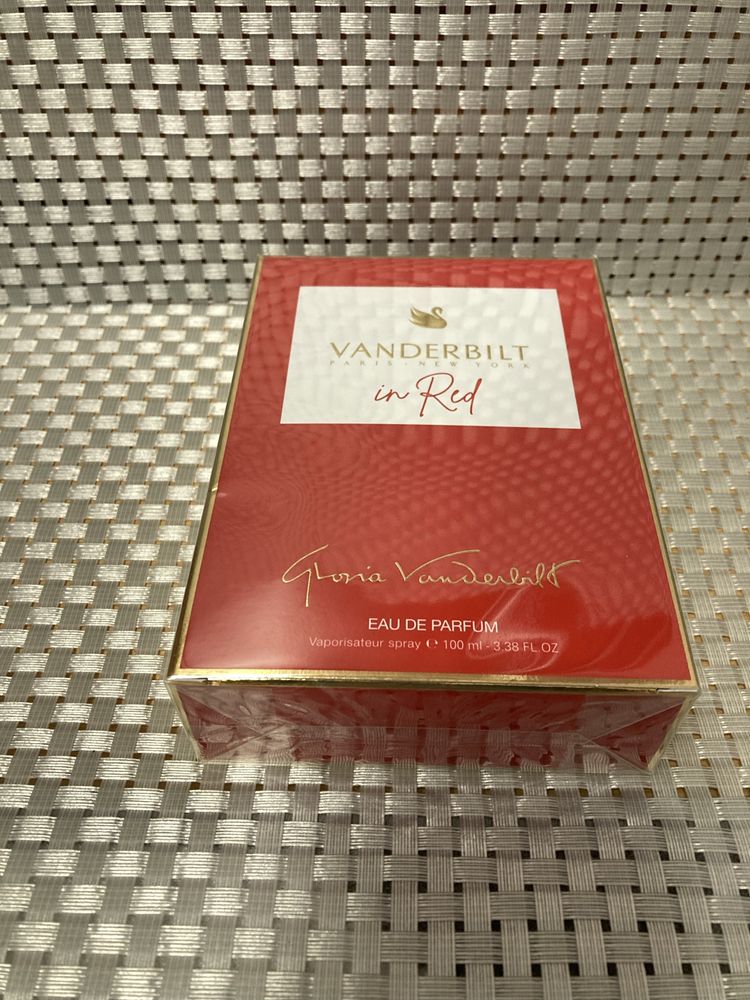 VANDERBILT
PARIS - NEW YORK
in Red
Gloria Vanderbilt
EAU DE PARFUM
Vaporisateur spray ℮ 100 ml - 3.38 FL.OZ